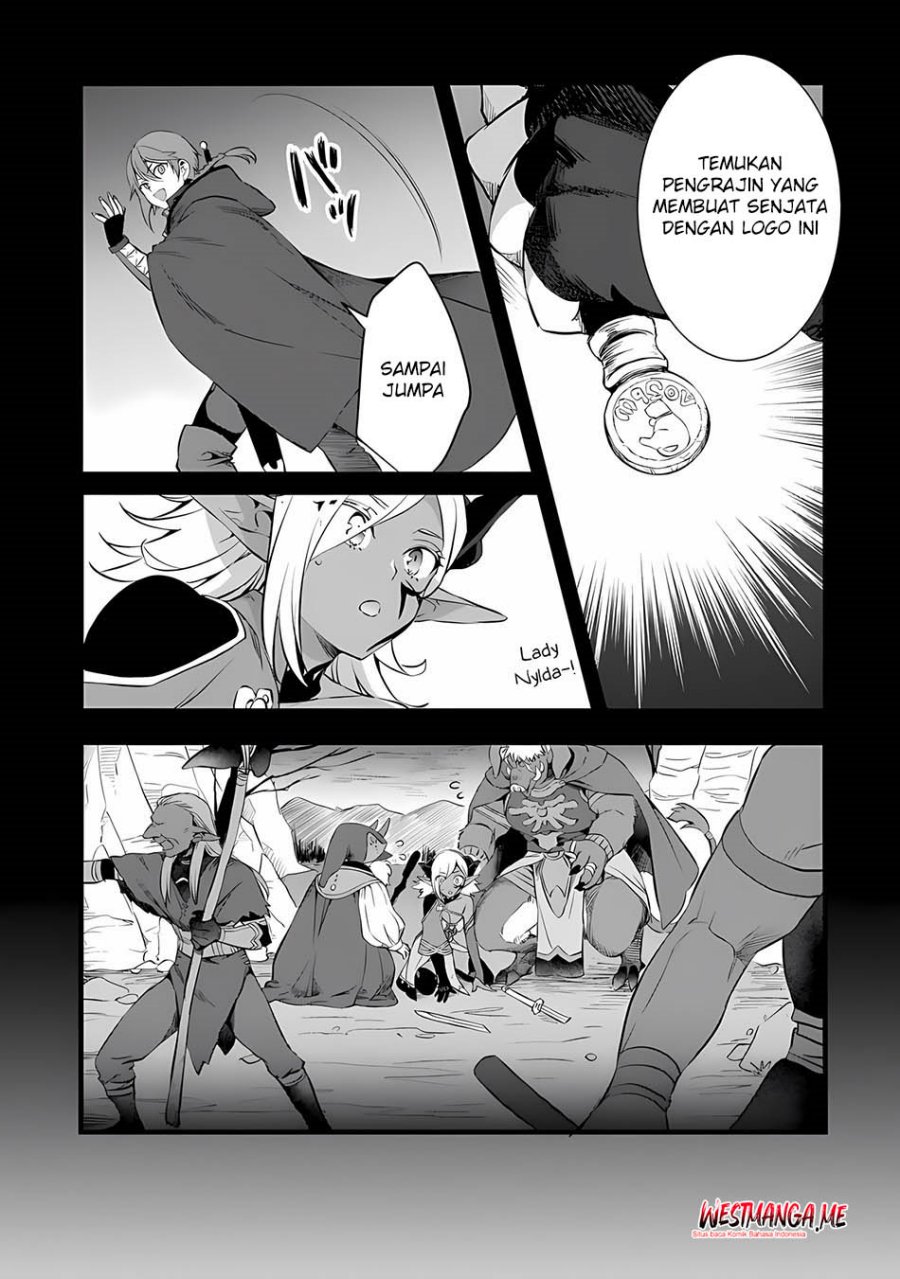 TEMUKAN
PENGRAJIN YANG
MEMBUAT SENJATA
DENGAN LOGO INI
SAMPAI
JUMPA
バッ
Lady
Nylda-!
WESTMANGA.ME
Situs baca Komik Bahasa Indonesia